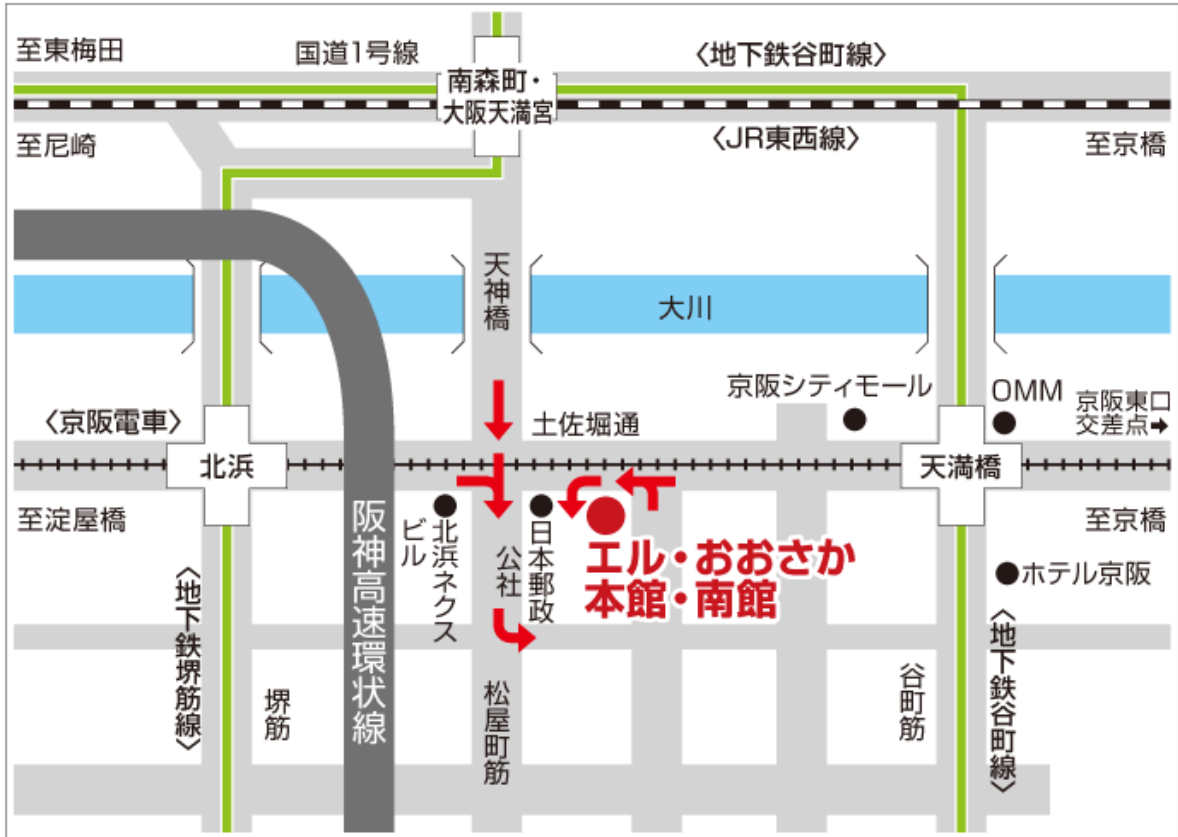 至東梅田
国道1号線
〈地下鉄谷町線〉
南森町・
大阪天満宮
至尼崎
〈JR東西線〉
至京橋
天神橋
大川
京阪シティモール
OMM
京阪東口
交差点➡
〈京阪電車〉
土佐堀通
北浜
天満橋
至淀屋橋
至京橋
阪神高速環状線
北浜ネクス
ビル
日本郵政
公社
エル・おおさか
本館・南館
ホテル京阪
〈地下鉄堺筋線〉
堺筋
松屋町筋
谷町筋
〈地下鉄谷町線〉